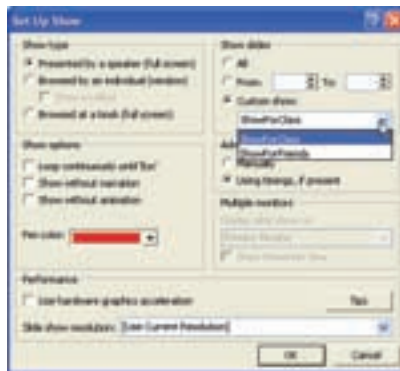 Set Up Show
Show type
Presented by a speaker (full screen)
Browsed by an individual (window)
Browsed at a kiosk (full screen)
Show slides
All
From: To:
Custom show:
ShowForClass
ShowForClass
ShowForFriends
Manually
Using timings, if present
Show options
Loop continuously until 'Esc'
Show without narration
Show without animation
Pen color:
Multiple monitors
Performance
Use hardware graphics acceleration
Tips
Slide show resolution: [Use Current Resolution]
OK
Cancel